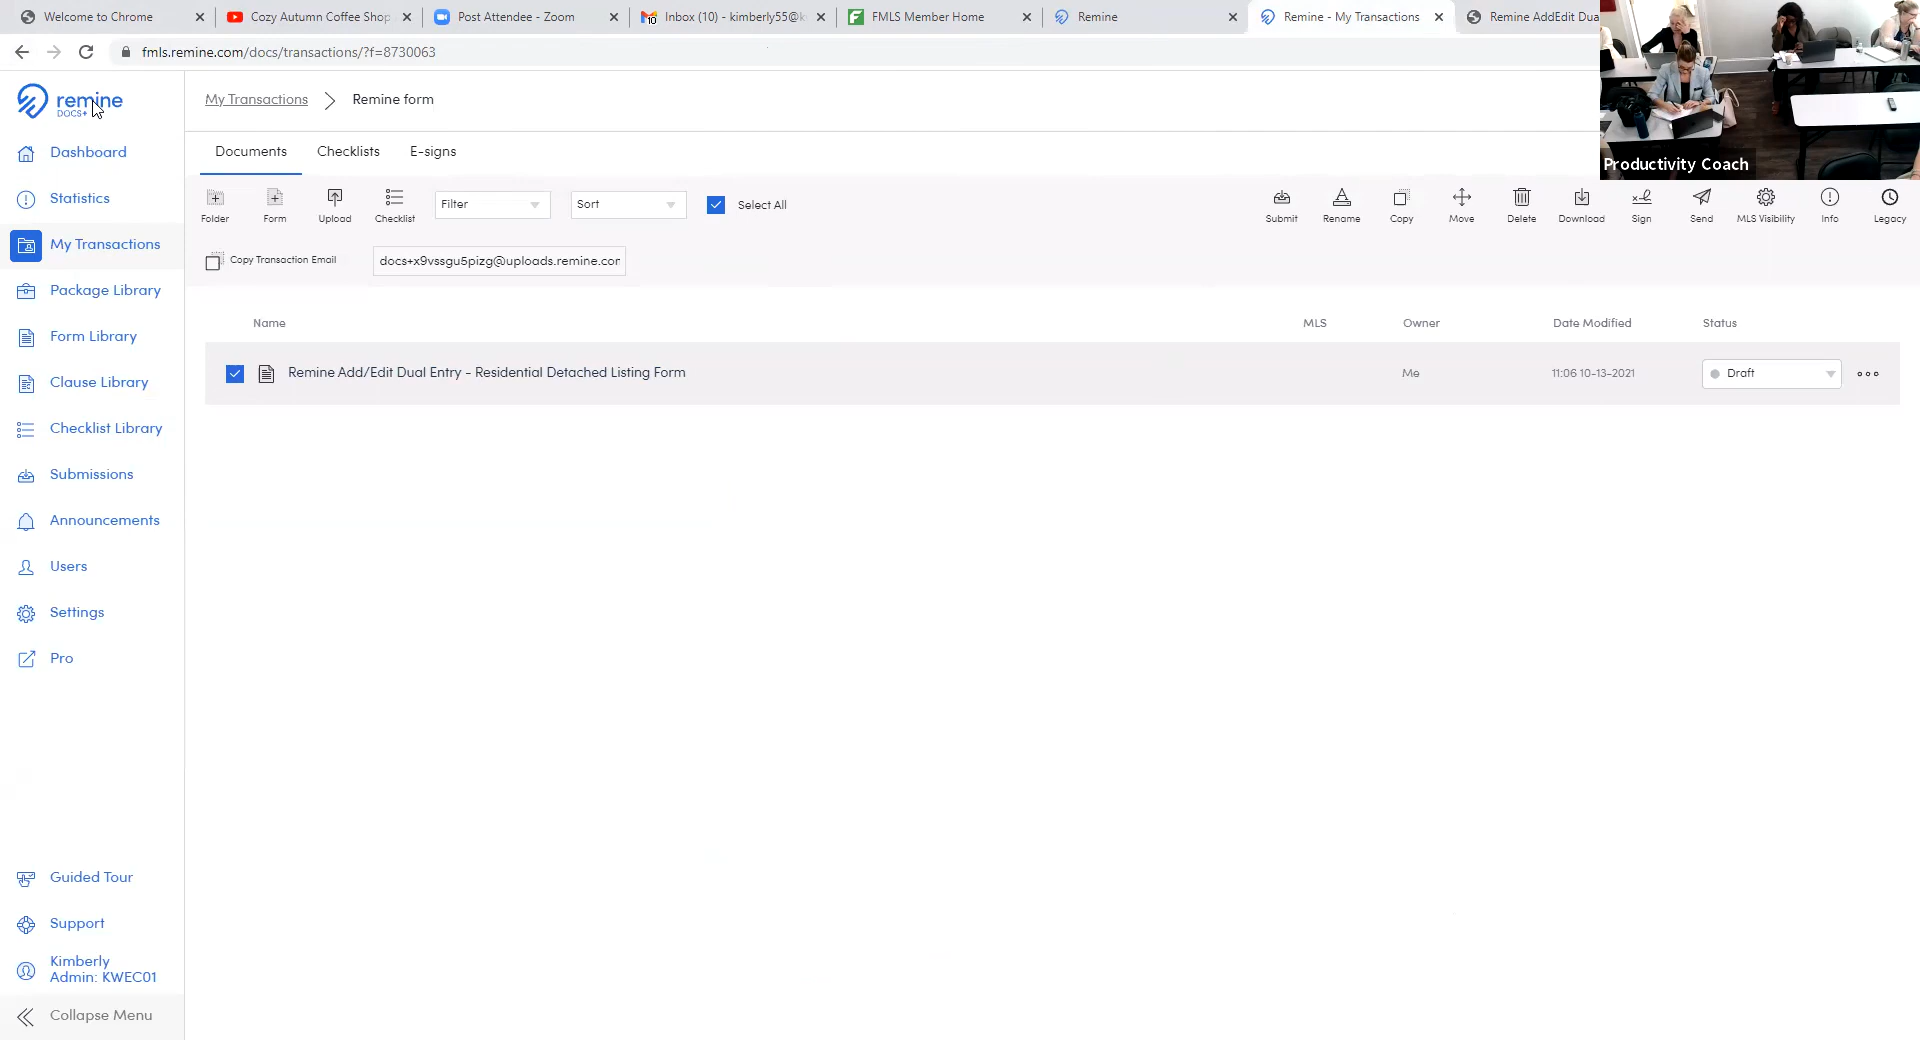 Welcome to Chrome
Cozy Autumn Coffee Shop
Post Attendee - Zoom
Inbox (10) - kimberly55@k
FMLS Member Home
Remine
Remine - My Transactions
Remine AddEdit Dua
fmls.remine.com/docs/transactions/?f=8730063
remine
DOCS+
Dashboard
Statistics
My Transactions
Package Library
Form Library
Clause Library
Checklist Library
Submissions
Announcements
Users
Settings
Pro
Guided Tour
Support
Kimberly
Admin: KWEC01
Collapse Menu
My Transactions
Remine form
Documents
Checklists
E-signs
Folder
Form
Upload
Checklist
Filter
Sort
Select All
Submit
Rename
Copy
Move
Delete
Download
Sign
Send
MLS Visibility
Info
Legacy
Copy Transaction Email
docs+x9vssgu5pizg@uploads.remine.cor
Name
MLS
Owner
Date Modified
Status
Remine Add/Edit Dual Entry - Residential Detached Listing Form
Me
11:06 10-13-2021
Draft
Productivity Coach